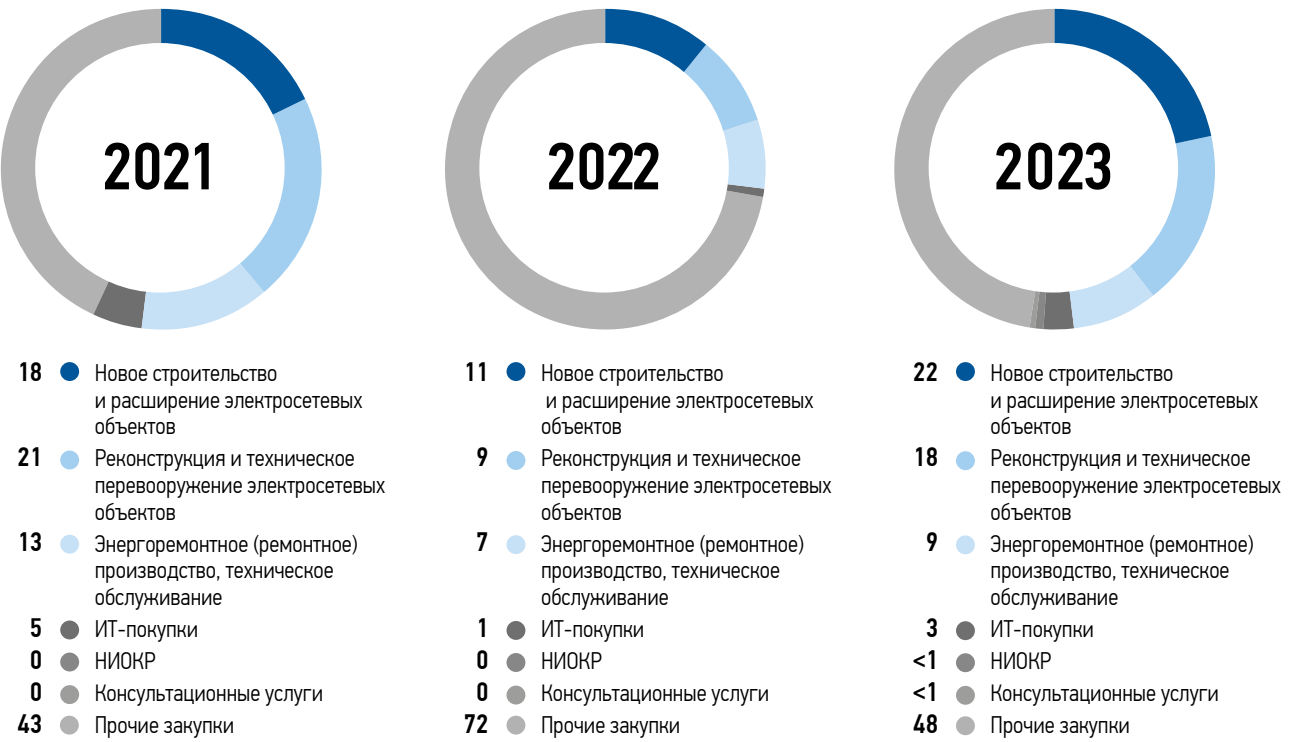 2021
18 Новое строительство
и расширение электросетевых
объектов
21 Реконструкция и техническое
перевооружение электросетевых
объектов
13 Энергоремонтное (ремонтное)
производство, техническое
обслуживание
5 ИТ-покупки
0 НИОКР
0 Консультационные услуги
43 Прочие закупки
2022
11 Новое строительство
и расширение электросетевых
объектов
9 Реконструкция и техническое
перевооружение электросетевых
объектов
7 Энергоремонтное (ремонтное)
производство, техническое
обслуживание
1 ИТ-покупки
0 НИОКР
0 Консультационные услуги
72 Прочие закупки
2023
22 Новое строительство
и расширение электросетевых
объектов
18 Реконструкция и техническое
перевооружение электросетевых
объектов
9 Энергоремонтное (ремонтное)
производство, техническое
обслуживание
3 ИТ-покупки
<1 НИОКР
<1 Консультационные услуги
48 Прочие закупки